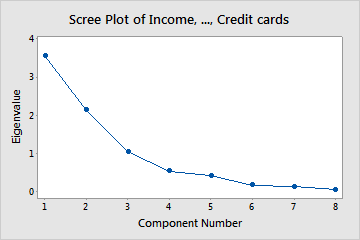 Scree Plot of Income, ..., Credit cards
4
3
2
1
0
Eigenvalue
1 2 3 4 5 6 7 8
Component Number